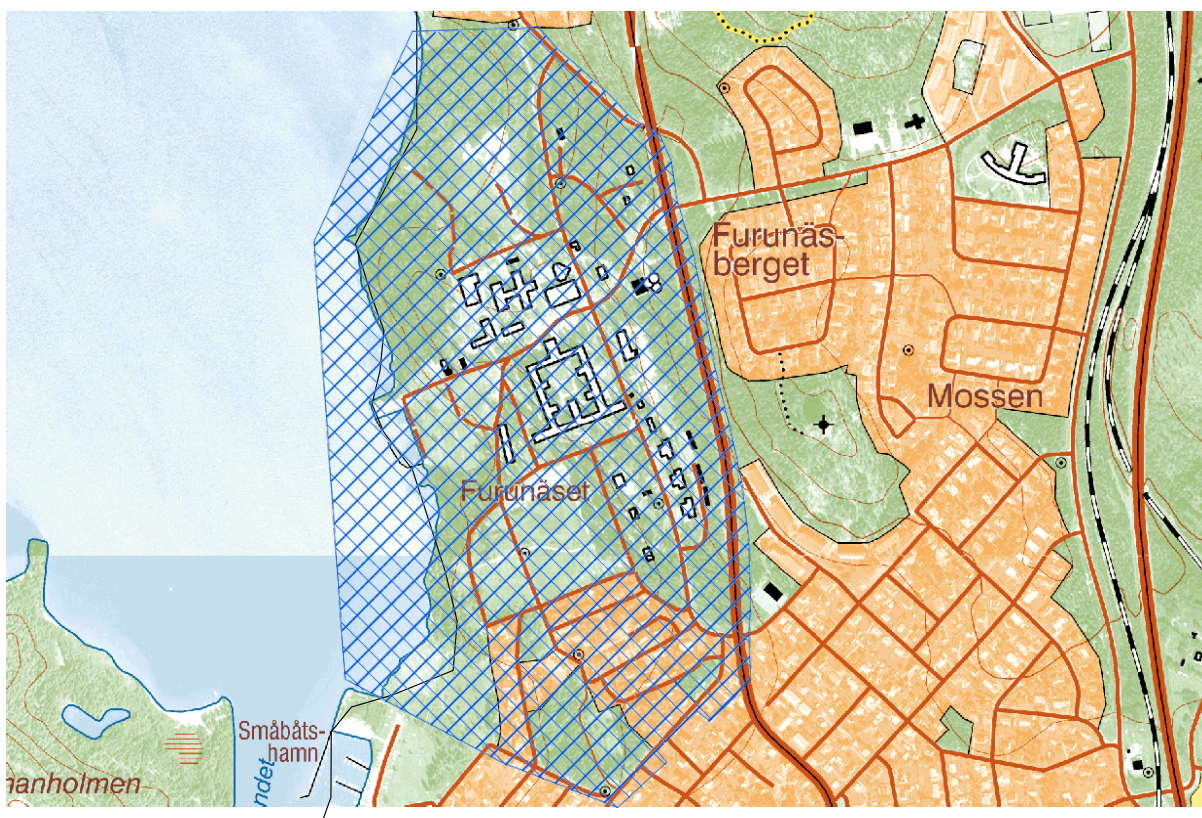 Furunäs-
berget
Mossen
Furunäset
Småbåts-
hamn
ndet
nanholmen